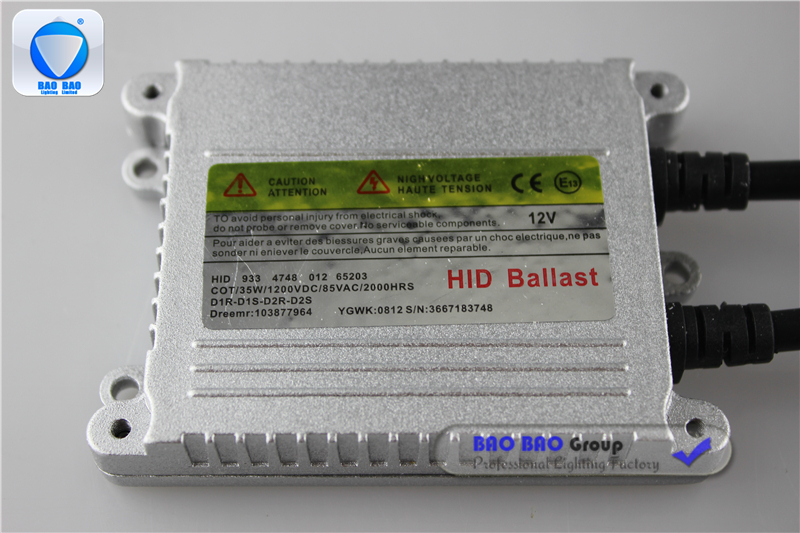 ®
BAO BAO
Lighting Limited
CAUTION
ATTENTION
NIGHVOLTAGE
HAUTE TENSION
CE E13
TO avoid personal injury from electrical sheck,
do not probe or remove cover.No serviceable components.
12V
Pour aider a eviter des blessures graves causees par un choc electrique,ne pas
sonder ni enlever le couvercle.Aucun element reparable.
HID 933 4748 012 65203
COT/35W/1200VDC/85VAC/2000HRS
D1R-D1S-D2R-D2S
Dreemr:103877964
YGWK:0812 S/N:3667183748
HID Ballast
BAO BAO Group
Professional Lighting Factory